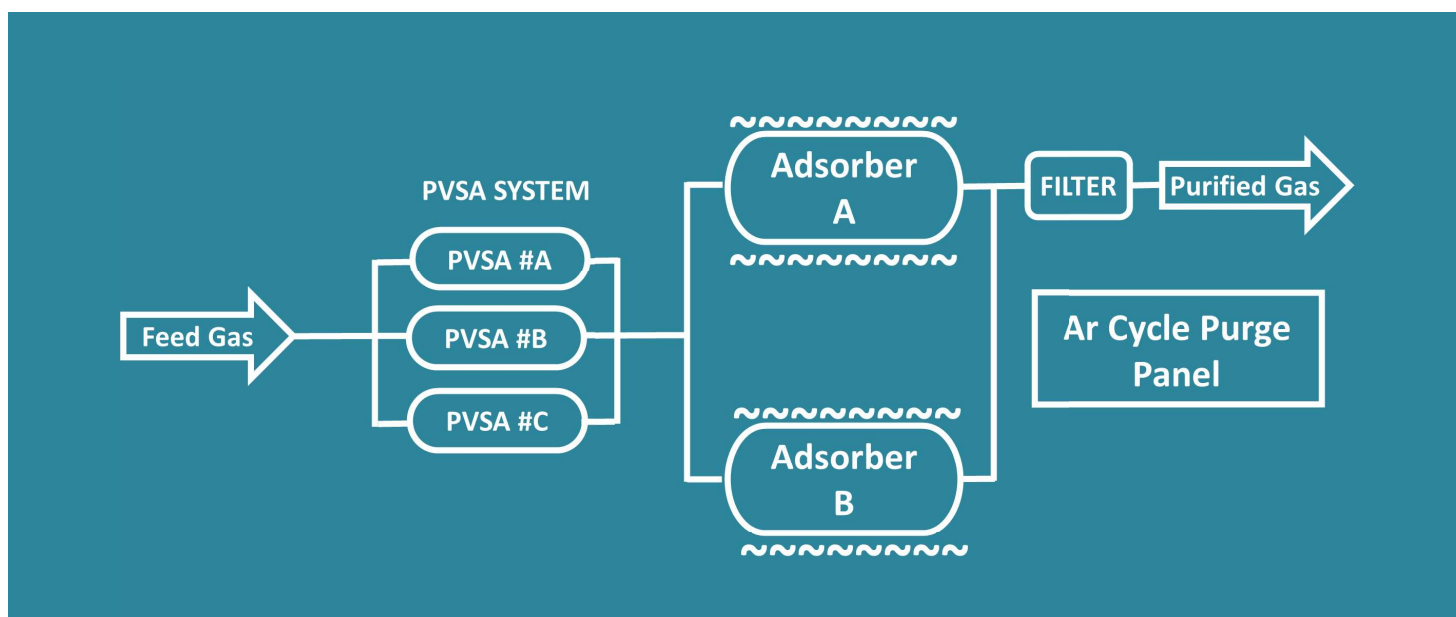 Feed Gas
PVSA SYSTEM
PVSA #A
PVSA #B
PVSA #C
Adsorber
A
Adsorber
B
FILTER
Purified Gas
Ar Cycle Purge
Panel